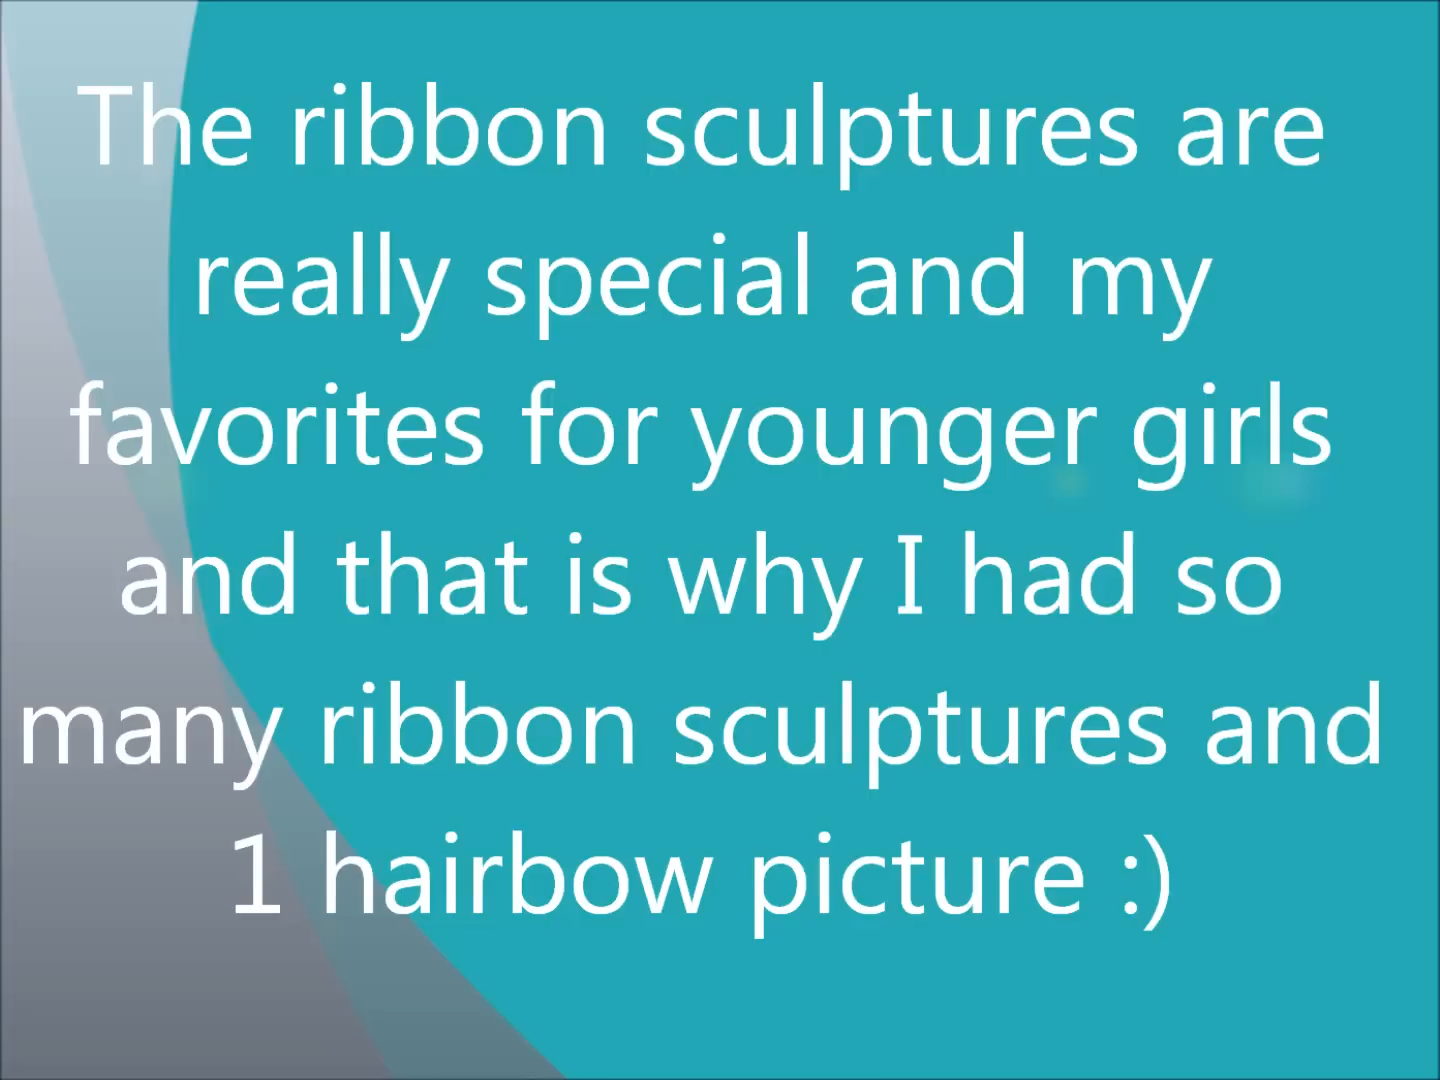 The ribbon sculptures are
really special and my
favorites for younger girls
and that is why I had so
many ribbon sculptures and
1 hairbow picture :)